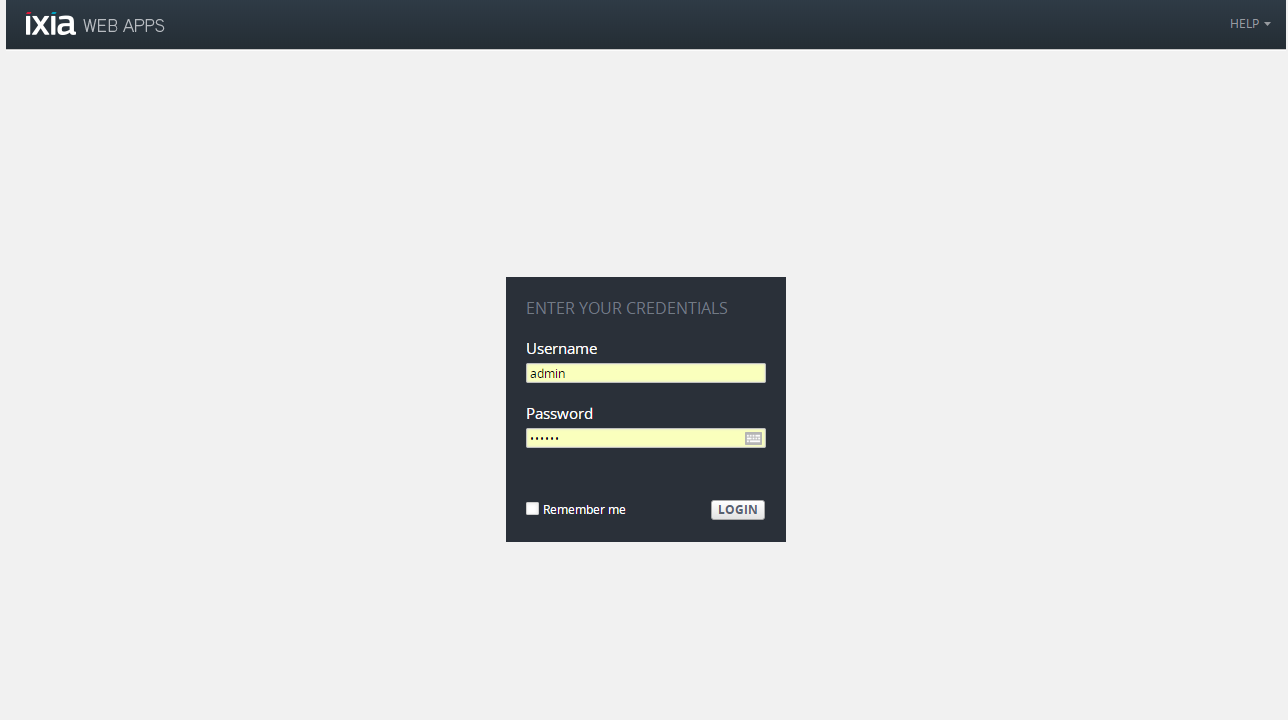 ixia WEB APPS
HELP
ENTER YOUR CREDENTIALS
Username
admin
Password
••••••
Remember me
LOGIN